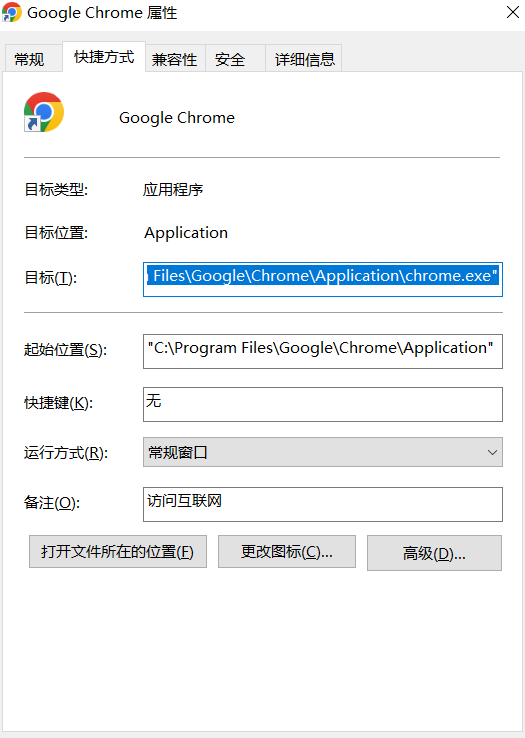 Google Chrome 属性
常规 快捷方式 兼容性 安全 详细信息
Google Chrome
目标类型: 应用程序
目标位置: Application
目标(T): Files\Google\Chrome\Application\chrome.exe"
起始位置(S): "C:\Program Files\Google\Chrome\Application"
快捷键(K): 无
运行方式(R): 常规窗口
备注(O): 访问互联网
打开文件所在的位置(F) 更改图标(C)... 高级(D)...